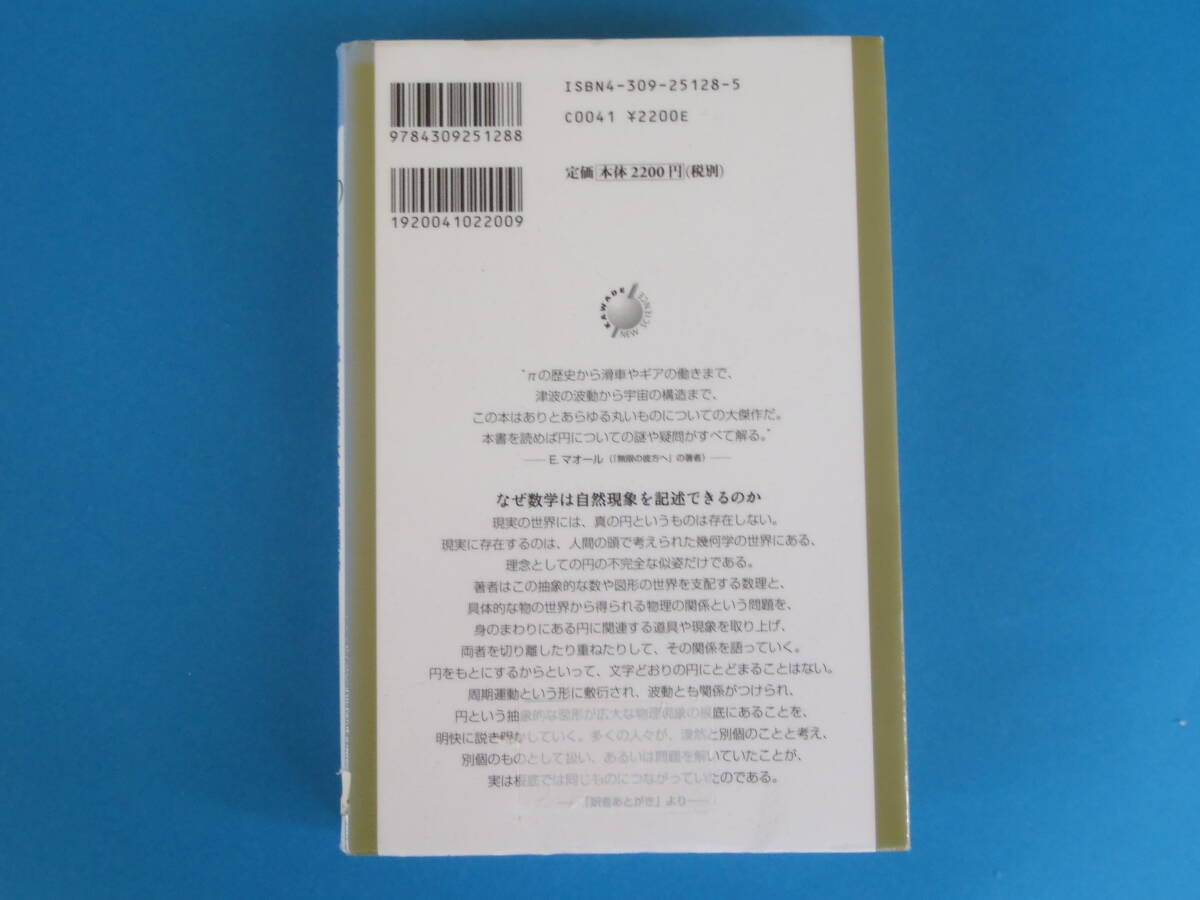 ISBN4-309-25128-5
C0041 ¥2200E
9784309251288
定価 本体2200円(税別)
1920041022009
KAWADE NEW SCIENCE
"πの歴史から滑車やギアの働きまで、
津波の波動から宇宙の構造まで、
この本はありとあらゆる丸いものについての大傑作だ。
本書を読めば円についての謎や疑問がすべて解る。"
── E.マオール(『無限の彼方へ』の著者) ──
なぜ数学は自然現象を記述できるのか
現実の世界には、真の円というものは存在しない。
現実に存在するのは、人間の頭で考えられた幾何学の世界にある、
理念としての円の不完全な似姿だけである。
著者はこの抽象的な数や図形の世界を支配する数理と、
具体的な物の世界から得られる物理の関係という問題を、
身のまわりにある円に関連する道具や現象を取り上げ、
両者を切り離したり重ねたりして、その関係を語っていく。
円をもとにするからといって、文字どおりの円にとどまることはない。
周期運動という形に敷衍され、波動とも関係がつけられ、
円という抽象的な図形が広大な物理現象の根底にあることを、
明快に説き明かしていく。多くの人々が、漠然と別個のことと考え、
別個のものとして扱い、あるいは問題を解いていたことが、
実は根底では同じものにつながっていたのである。
──「訳者あとがき」より──